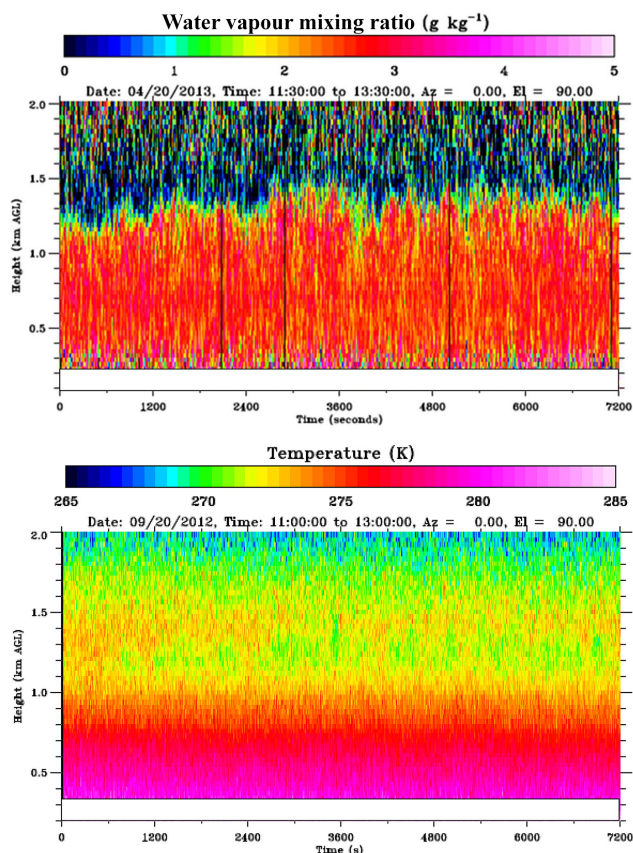 Water vapour mixing ratio (g kg⁻¹)
0 1 2 3 4 5
Date: 04/20/2013, Time: 11:30:00 to 13:30:00, Az = 0.00, El = 90.00
2.0
1.5
1.0
0.5
Height (km AGL)
0 1200 2400 3600 4800 6000 7200
Time (seconds)
Temperature (K)
265 270 275 280 285
Date: 09/20/2012, Time: 11:00:00 to 13:00:00, Az = 0.00, El = 90.00
2.0
1.5
1.0
0.5
Height (km AGL)
0 1200 2400 3600 4800 6000 7200
Time (s)